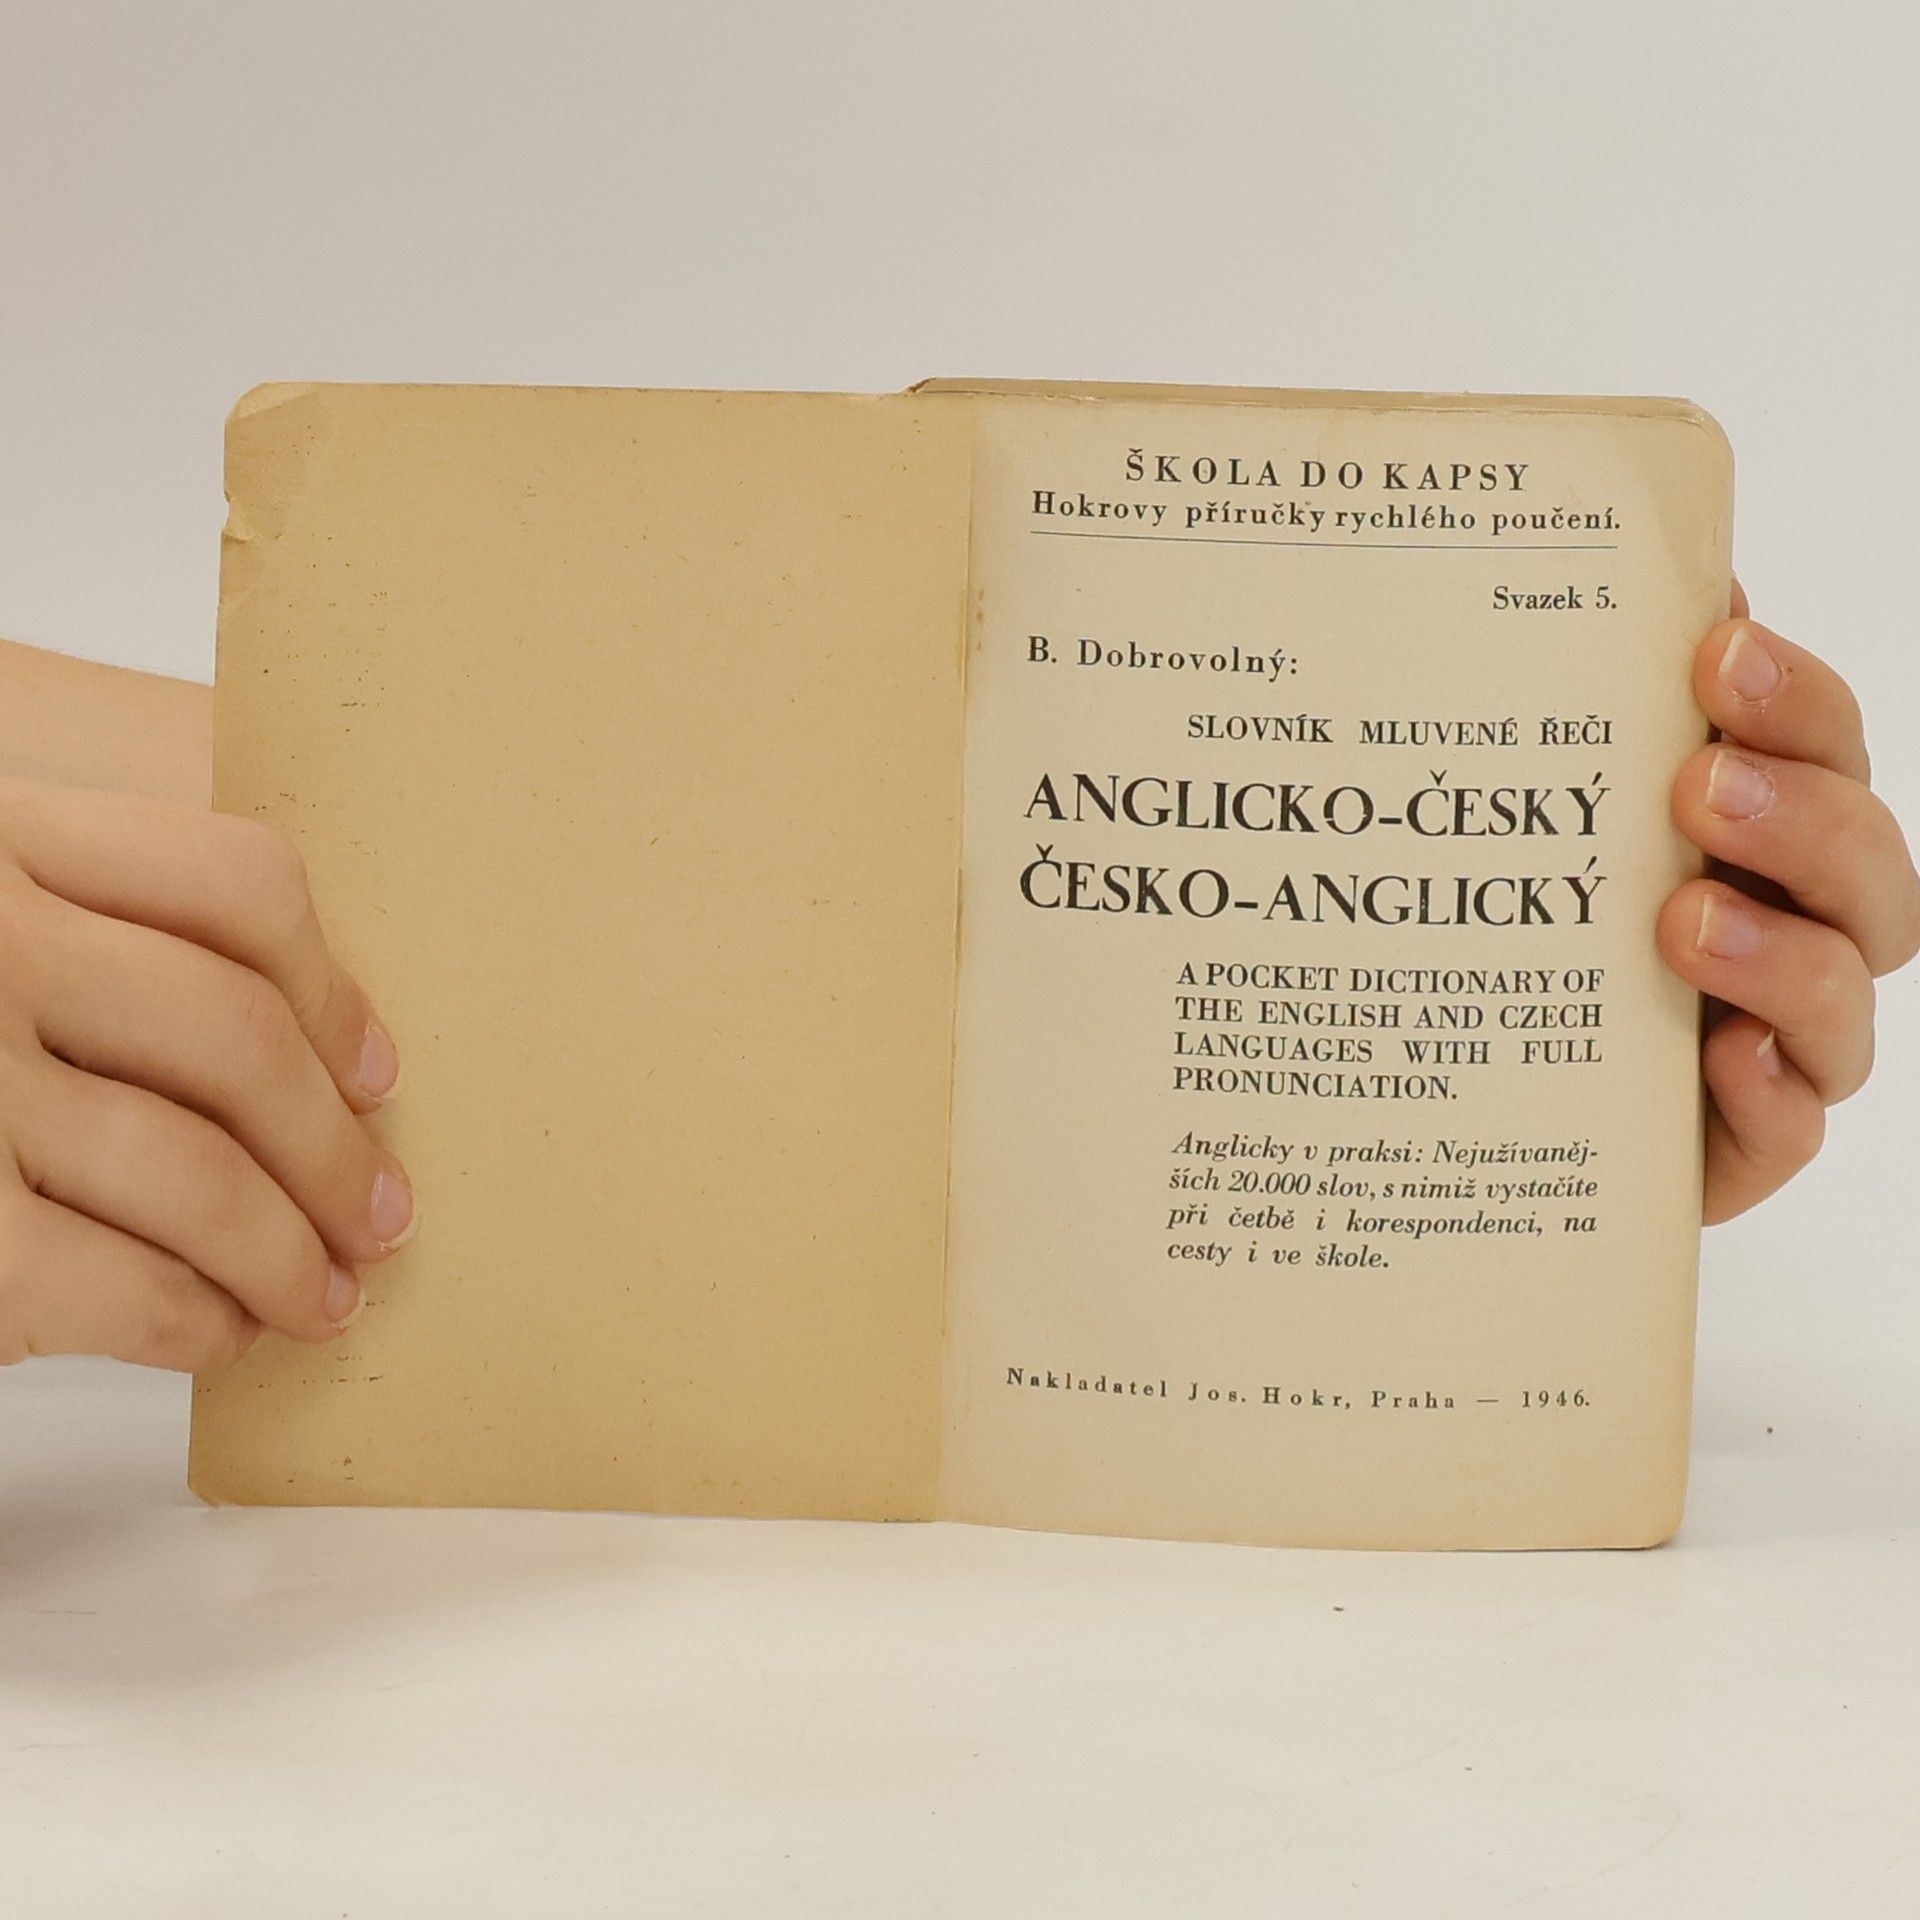 ŠKOLA DO KAPSY
Hokrovy příručky rychlého poučení.
Svazek 5.
B. Dobrovolný:
SLOVNÍK MLUVENÉ ŘEČI
ANGLICKO-ČESKÝ
ČESKO-ANGLICKÝ
A POCKET DICTIONARY OF
THE ENGLISH AND CZECH
LANGUAGES WITH FULL
PRONUNCIATION.
Anglicky v praksi: Nejužívaněj-
ších 20.000 slov, s nimiž vystačíte
při četbě i korespondenci, na
cesty i ve škole.
Nakladatel Jos. Hokr, Praha — 1946.